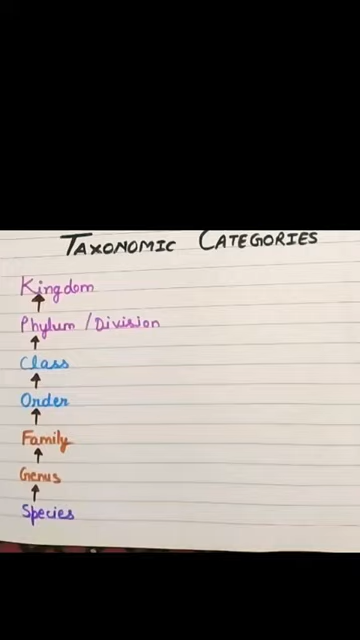 TAXONOMIC CATEGORIES
Kingdom
Phylum / Division
Class
Order
Family
Genus
Species